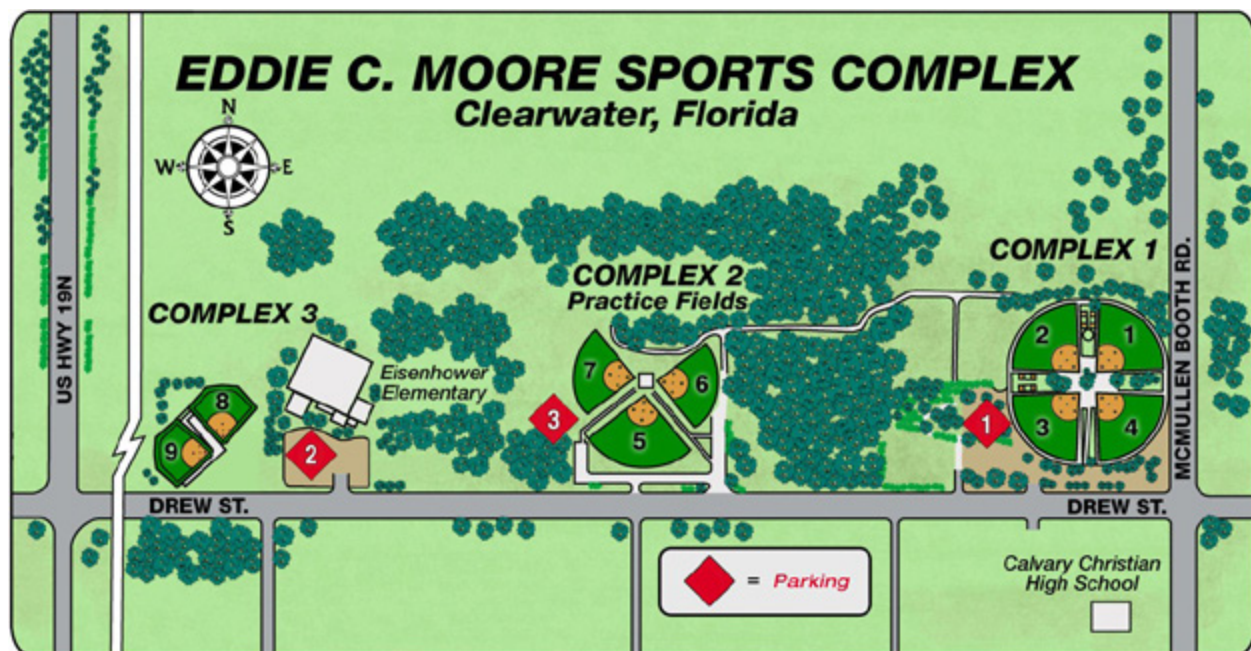 EDDIE C. MOORE SPORTS COMPLEX
Clearwater, Florida
N
W
E
S
COMPLEX 1
COMPLEX 2
Practice Fields
COMPLEX 3
US HWY 19N
MCMULLEN BOOTH RD.
2
1
7
6
Eisenhower
Elementary
8
3
1
3
4
5
9
2
DREW ST.
DREW ST.
= Parking
Calvary Christian
High School